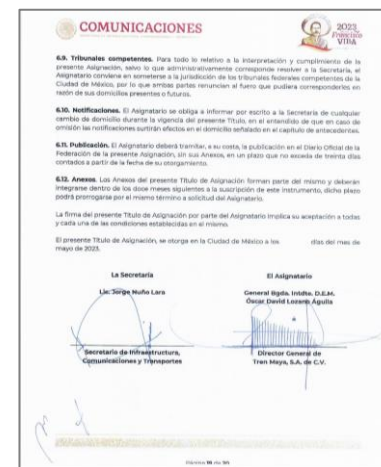 COMUNICACIONES
2023
Francisco
VILLA
6.9. Tribunales competentes. Para todo lo relativo a la interpretación y cumplimiento de la
presente Asignación, salvo lo que administrativamente corresponde resolver a la Secretaría, el
Asignatario conviene en someterse a la jurisdicción de los tribunales federales competentes de la
Ciudad de México, por lo que ambas partes renuncian al fuero que pudiera corresponderles en
razón de sus domicilios presentes o futuros.
6.10. Notificaciones. El Asignatario se obliga a informar por escrito a la Secretaría de cualquier
cambio de domicilio durante la vigencia del presente Título, en el entendido de que en caso de
omisión las notificaciones surtirán efectos en el domicilio señalado en el capítulo de antecedentes.
6.11. Publicación. El Asignatario deberá tramitar, a su costa, la publicación en el Diario Oficial de la
Federación de la presente Asignación, sin sus Anexos, en un plazo que no exceda de treinta días
contados a partir de la fecha de su otorgamiento.
6.12. Anexos. Los Anexos del presente Título de Asignación forman parte del mismo y deberán
integrarse dentro de los doce meses siguientes a la suscripción de este instrumento, dicho plazo
podrá prorrogarse por el mismo término a solicitud del Asignatario.
La firma del presente Título de Asignación por parte del Asignatario implica su aceptación a todas
y cada una de las condiciones establecidas en el mismo.
El presente Título de Asignación, se otorga en la Ciudad de México a los días del mes de
mayo de 2023.
La Secretaría
El Asignatario
Lic. Jorge Nuño Lara
General Bgda. Intdte. D.E.M.
Óscar David Lozano Águila
Secretario de Infraestructura,
Comunicaciones y Transportes
Director General de
Tren Maya, S.A. de C.V.